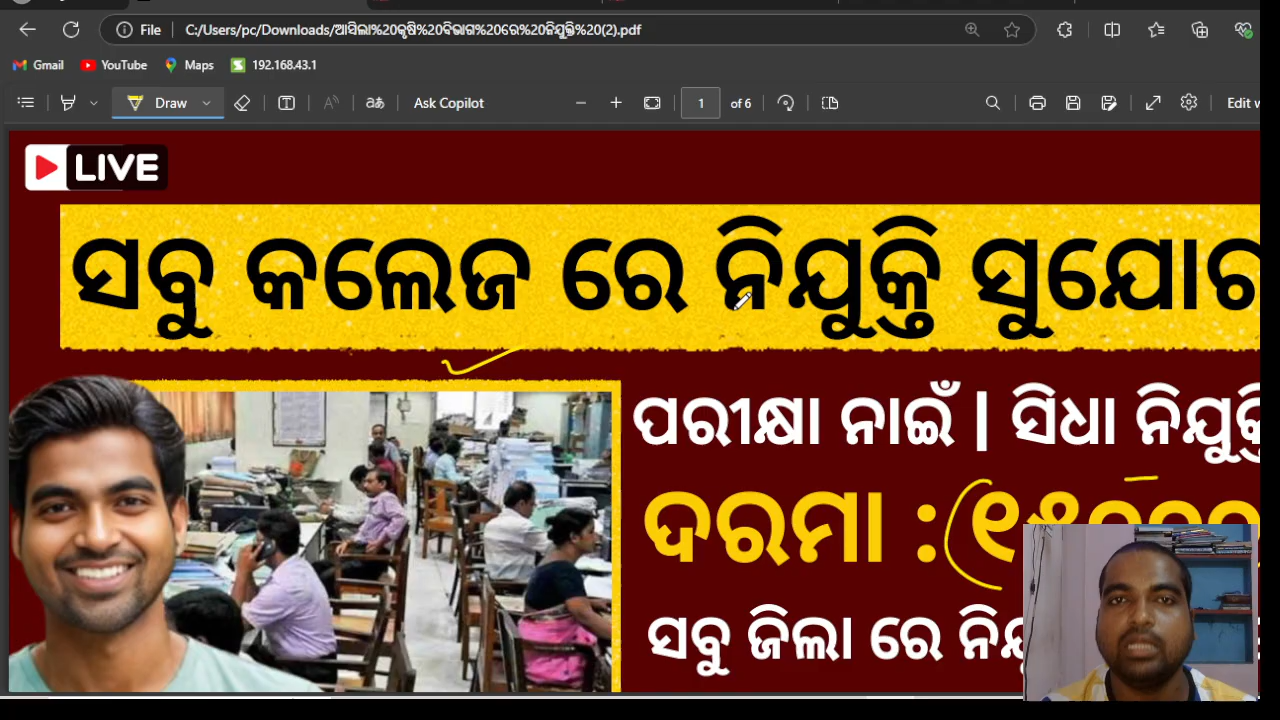 File C:/Users/pc/Downloads/ଆସିଲା%20କୃଷି%20ବିଭାଗ%20ରେ%20ନିଯୁକ୍ତି%20(2).pdf
Gmail YouTube Maps 192.168.43.1
Draw Ask Copilot 1 of 6 Edit
LIVE
ସବୁ କଲେଜ ରେ ନିଯୁକ୍ତି
ପରୀକ୍ଷା ନାଇଁ | ସିଧା
ଦରମା :
ସବୁ ଜିଲା ରେ